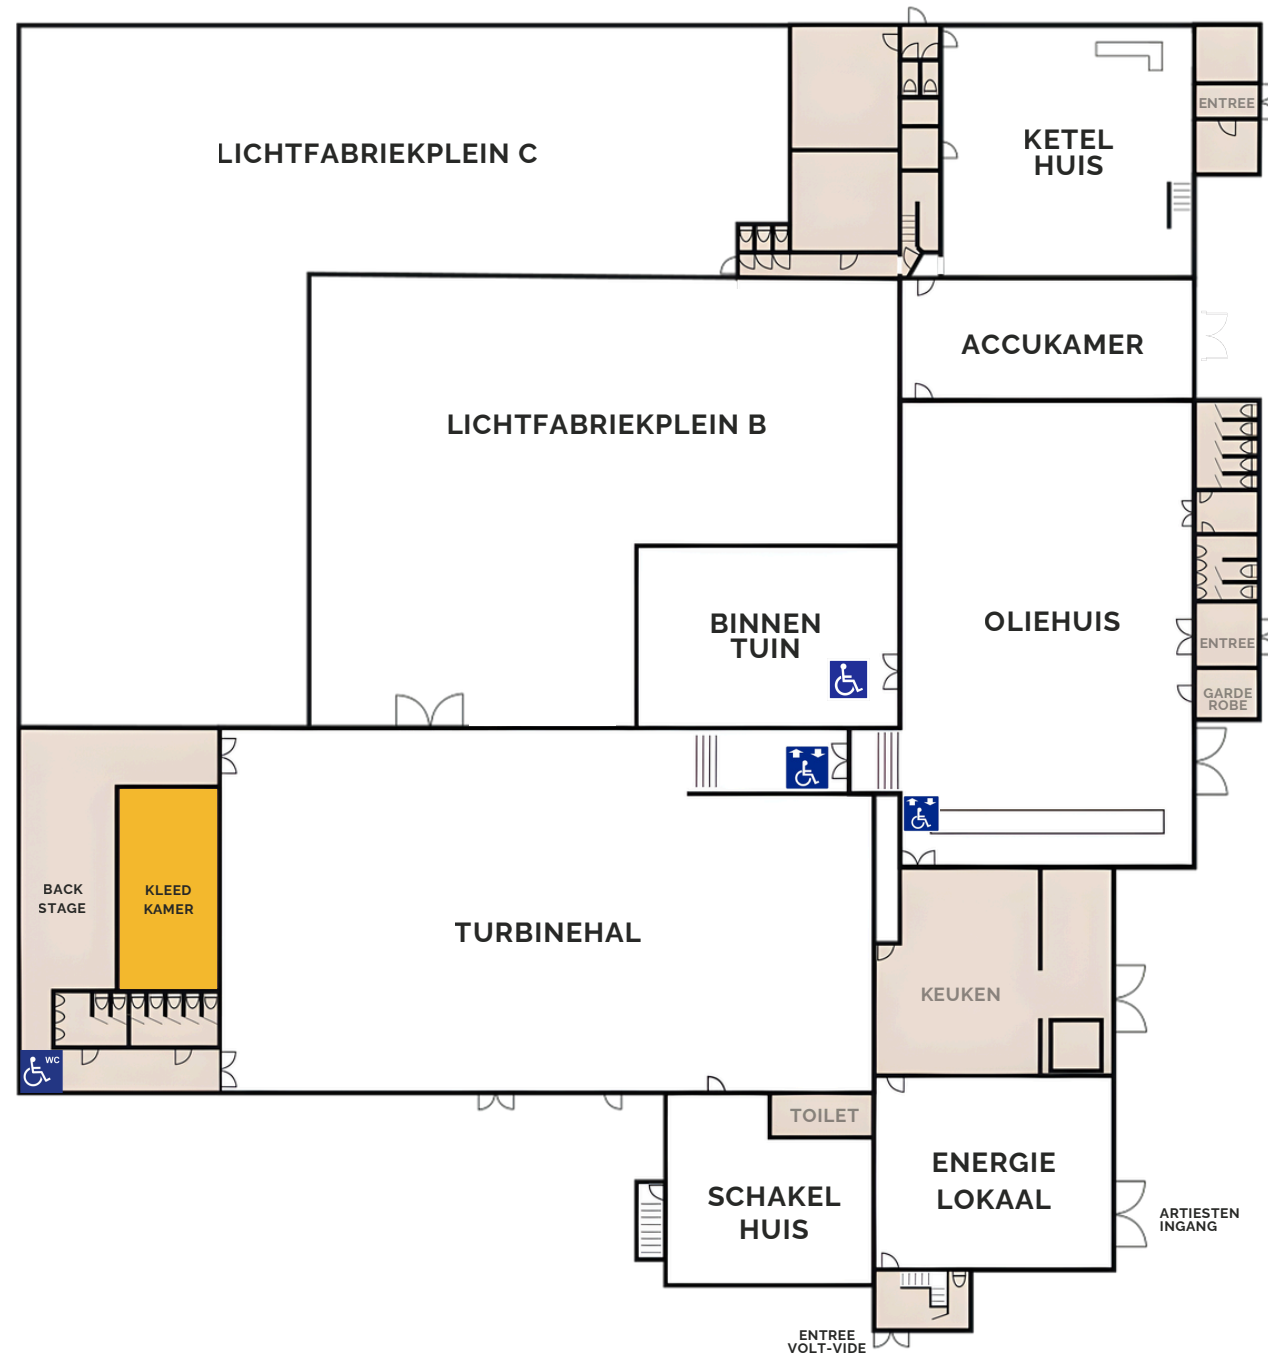 LICHTFABRIEKPLEIN C
KETEL
HUIS
ENTREE
ACCUKAMER
LICHTFABRIEKPLEIN B
BINNEN
TUIN
OLIEHUIS
ENTREE
GARDE
ROBE
BACK
STAGE
KLEED
KAMER
TURBINEHAL
KEUKEN
WC
TOILET
SCHAKEL
HUIS
ENERGIE
LOKAAL
ARTIESTEN
INGANG
ENTREE
VOLT-VIDE